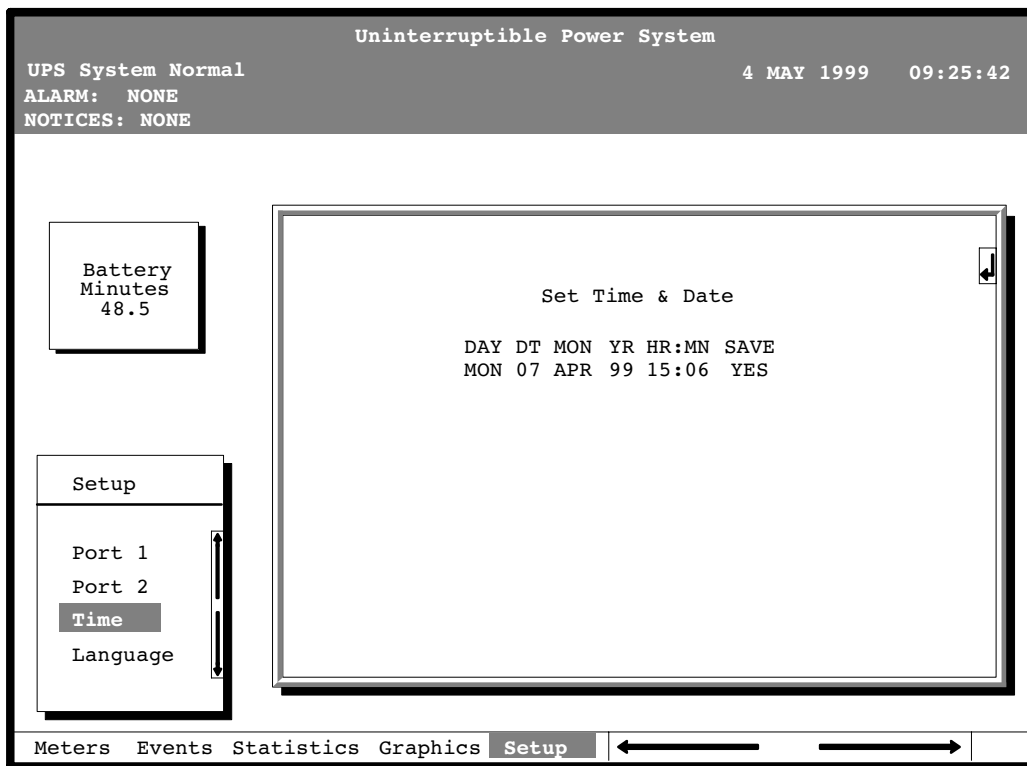 Uninterruptible Power System
UPS System Normal
4 MAY 1999 09:25:42
ALARM: NONE
NOTICES: NONE
Battery
Minutes
48.5
Set Time & Date
DAY DT MON YR HR:MN SAVE
MON 07 APR 99 15:06 YES
Setup
Port 1
Port 2
Time
Language
Meters Events Statistics Graphics Setup